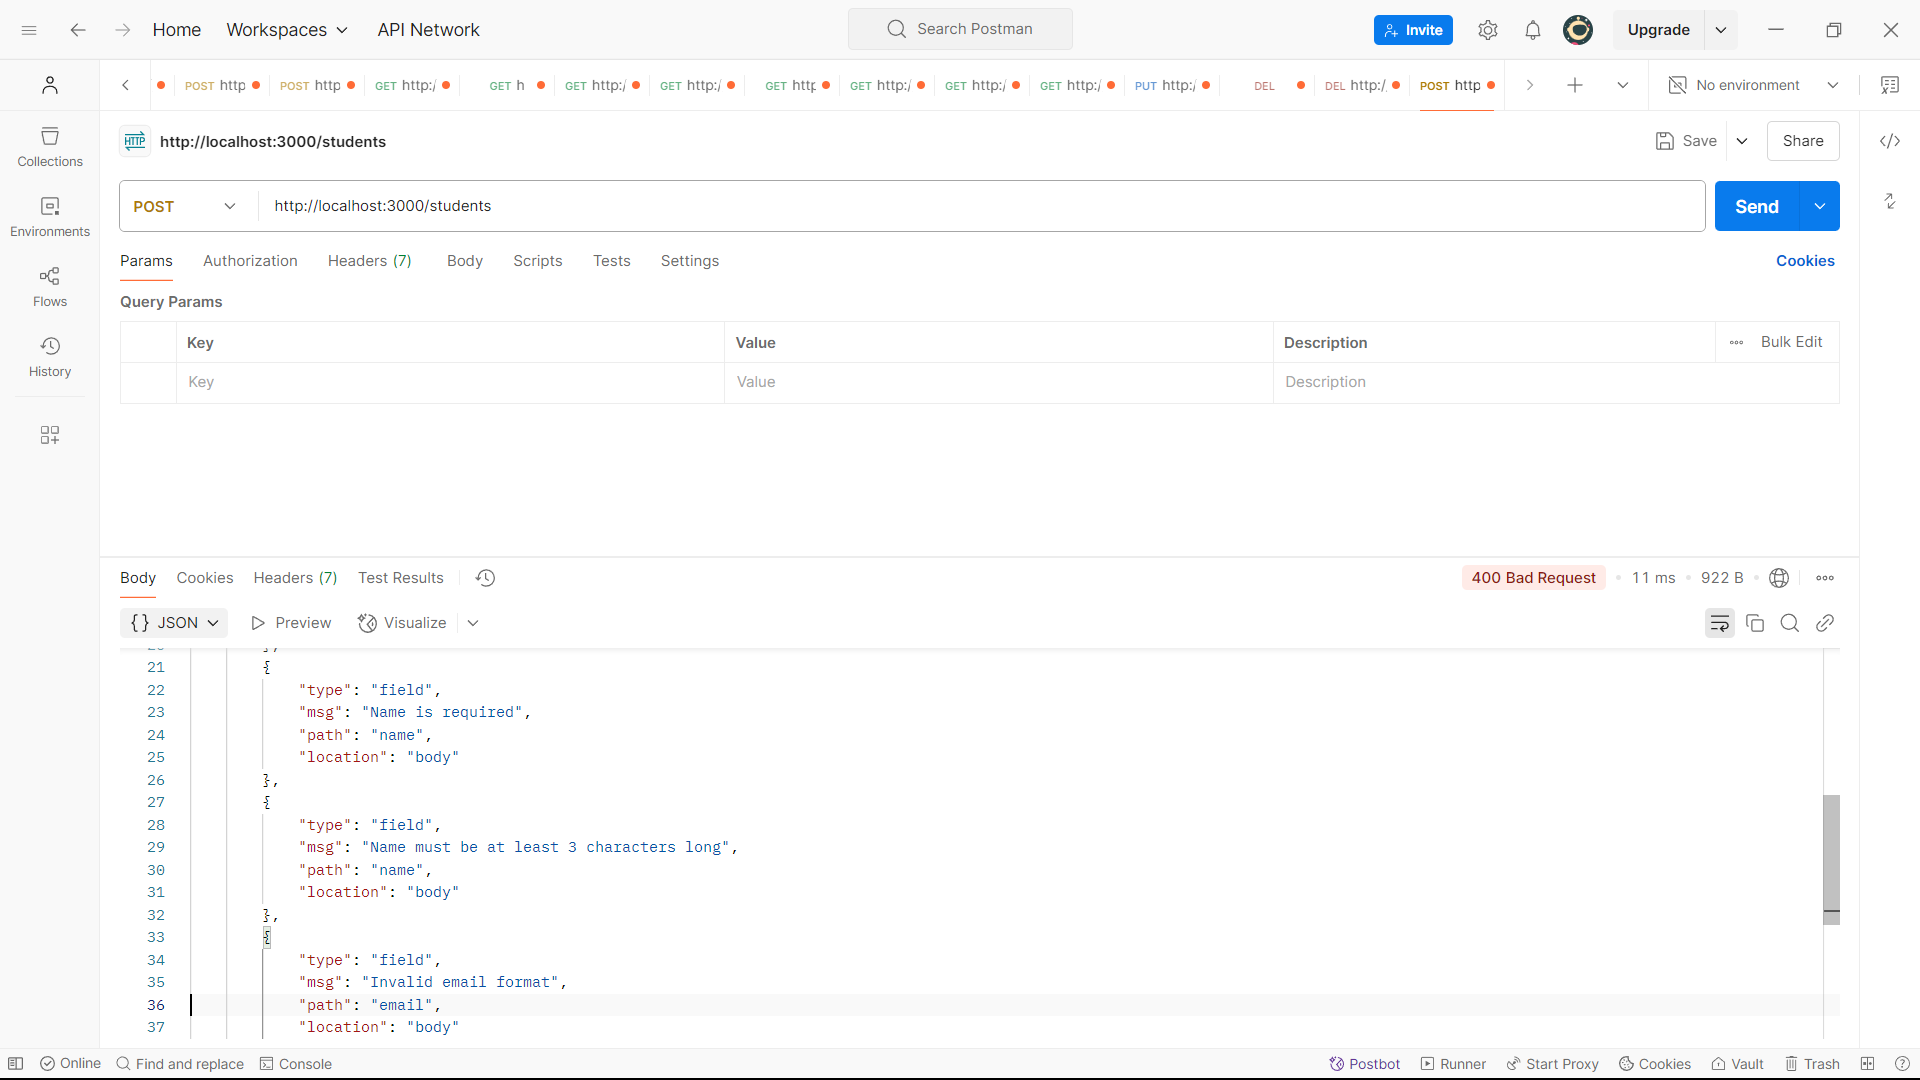 Home Workspaces API Network Search Postman Invite Upgrade
POST http POST http GET http:/ GET h GET http:/ GET http:/ GET http GET http:/ GET http:/ GET http:/ PUT http:/ DEL DEL http:/ POST http No environment
HTTP http://localhost:3000/students Save Share
Collections
Environments
Flows
History
POST http://localhost:3000/students Send
Params Authorization Headers (7) Body Scripts Tests Settings Cookies
Query Params
Key Value Description Bulk Edit
Key Value Description
Body Cookies Headers (7) Test Results 400 Bad Request 11 ms 922 B
{} JSON Preview Visualize
21 {
22 "type": "field",
23 "msg": "Name is required",
24 "path": "name",
25 "location": "body"
26 },
27 {
28 "type": "field",
29 "msg": "Name must be at least 3 characters long",
30 "path": "name",
31 "location": "body"
32 },
33 {
34 "type": "field",
35 "msg": "Invalid email format",
36 "path": "email",
37 "location": "body"
Online Find and replace Console Postbot Runner Start Proxy Cookies Vault Trash